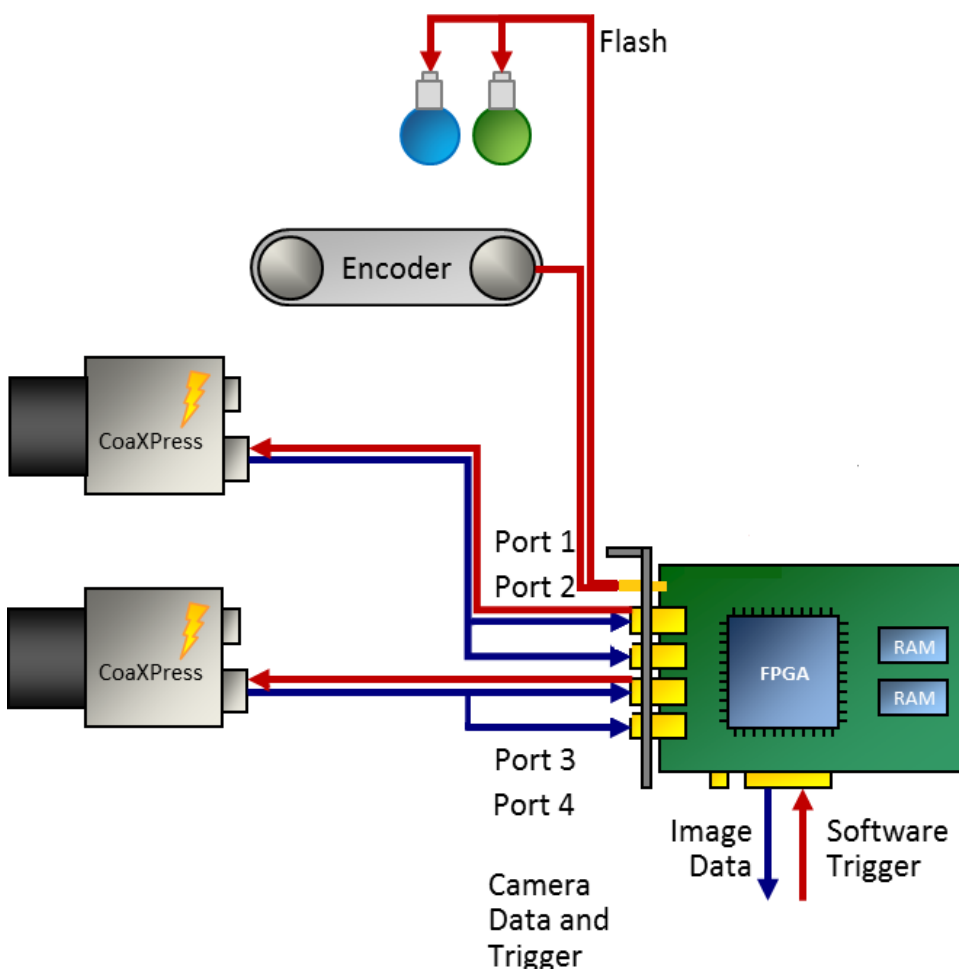 Flash
Encoder
CoaXPress
Port 1
Port 2
CoaXPress
FPGA
RAM
RAM
Port 3
Port 4
Image
Data
Software
Trigger
Camera
Data and
Trigger